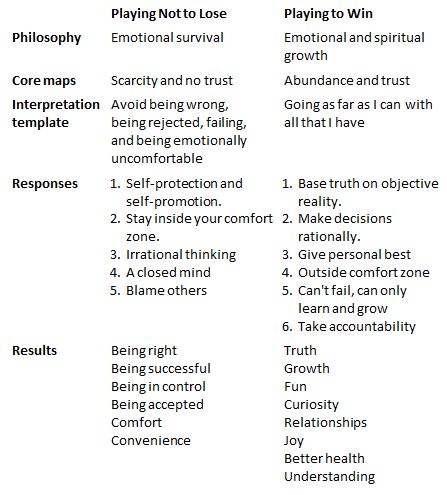 Playing Not to Lose Playing to Win
Philosophy Emotional survival Emotional and spiritual
growth
Core maps Scarcity and no trust Abundance and trust
Interpretation Avoid being wrong, Going as far as I can with
template being rejected, failing, all that I have
and being emotionally
uncomfortable
Responses 1. Self-protection and 1. Base truth on objective
self-promotion. reality.
2. Stay inside your comfort 2. Make decisions
zone. rationally.
3. Irrational thinking 3. Give personal best
4. A closed mind 4. Outside comfort zone
5. Blame others 5. Can't fail, can only
learn and grow
6. Take accountability
Results Being right Truth
Being successful Growth
Being in control Fun
Being accepted Curiosity
Comfort Relationships
Convenience Joy
Better health
Understanding